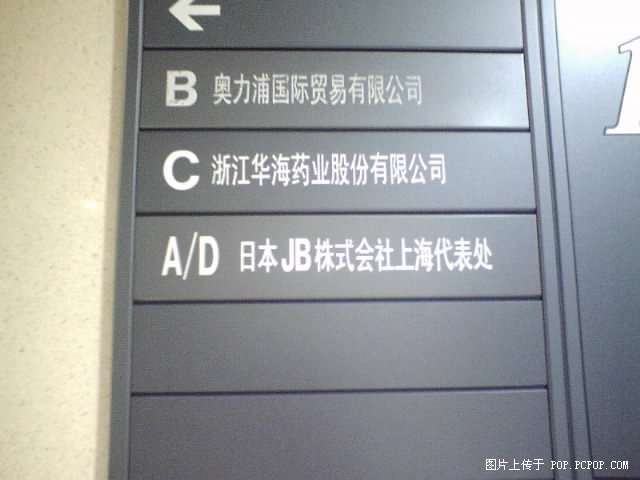 B 奥力浦国际贸易有限公司
C 浙江华海药业股份有限公司
A/D 日本JB株式会社上海代表处
图片上传于 POP.PCPOP.COM